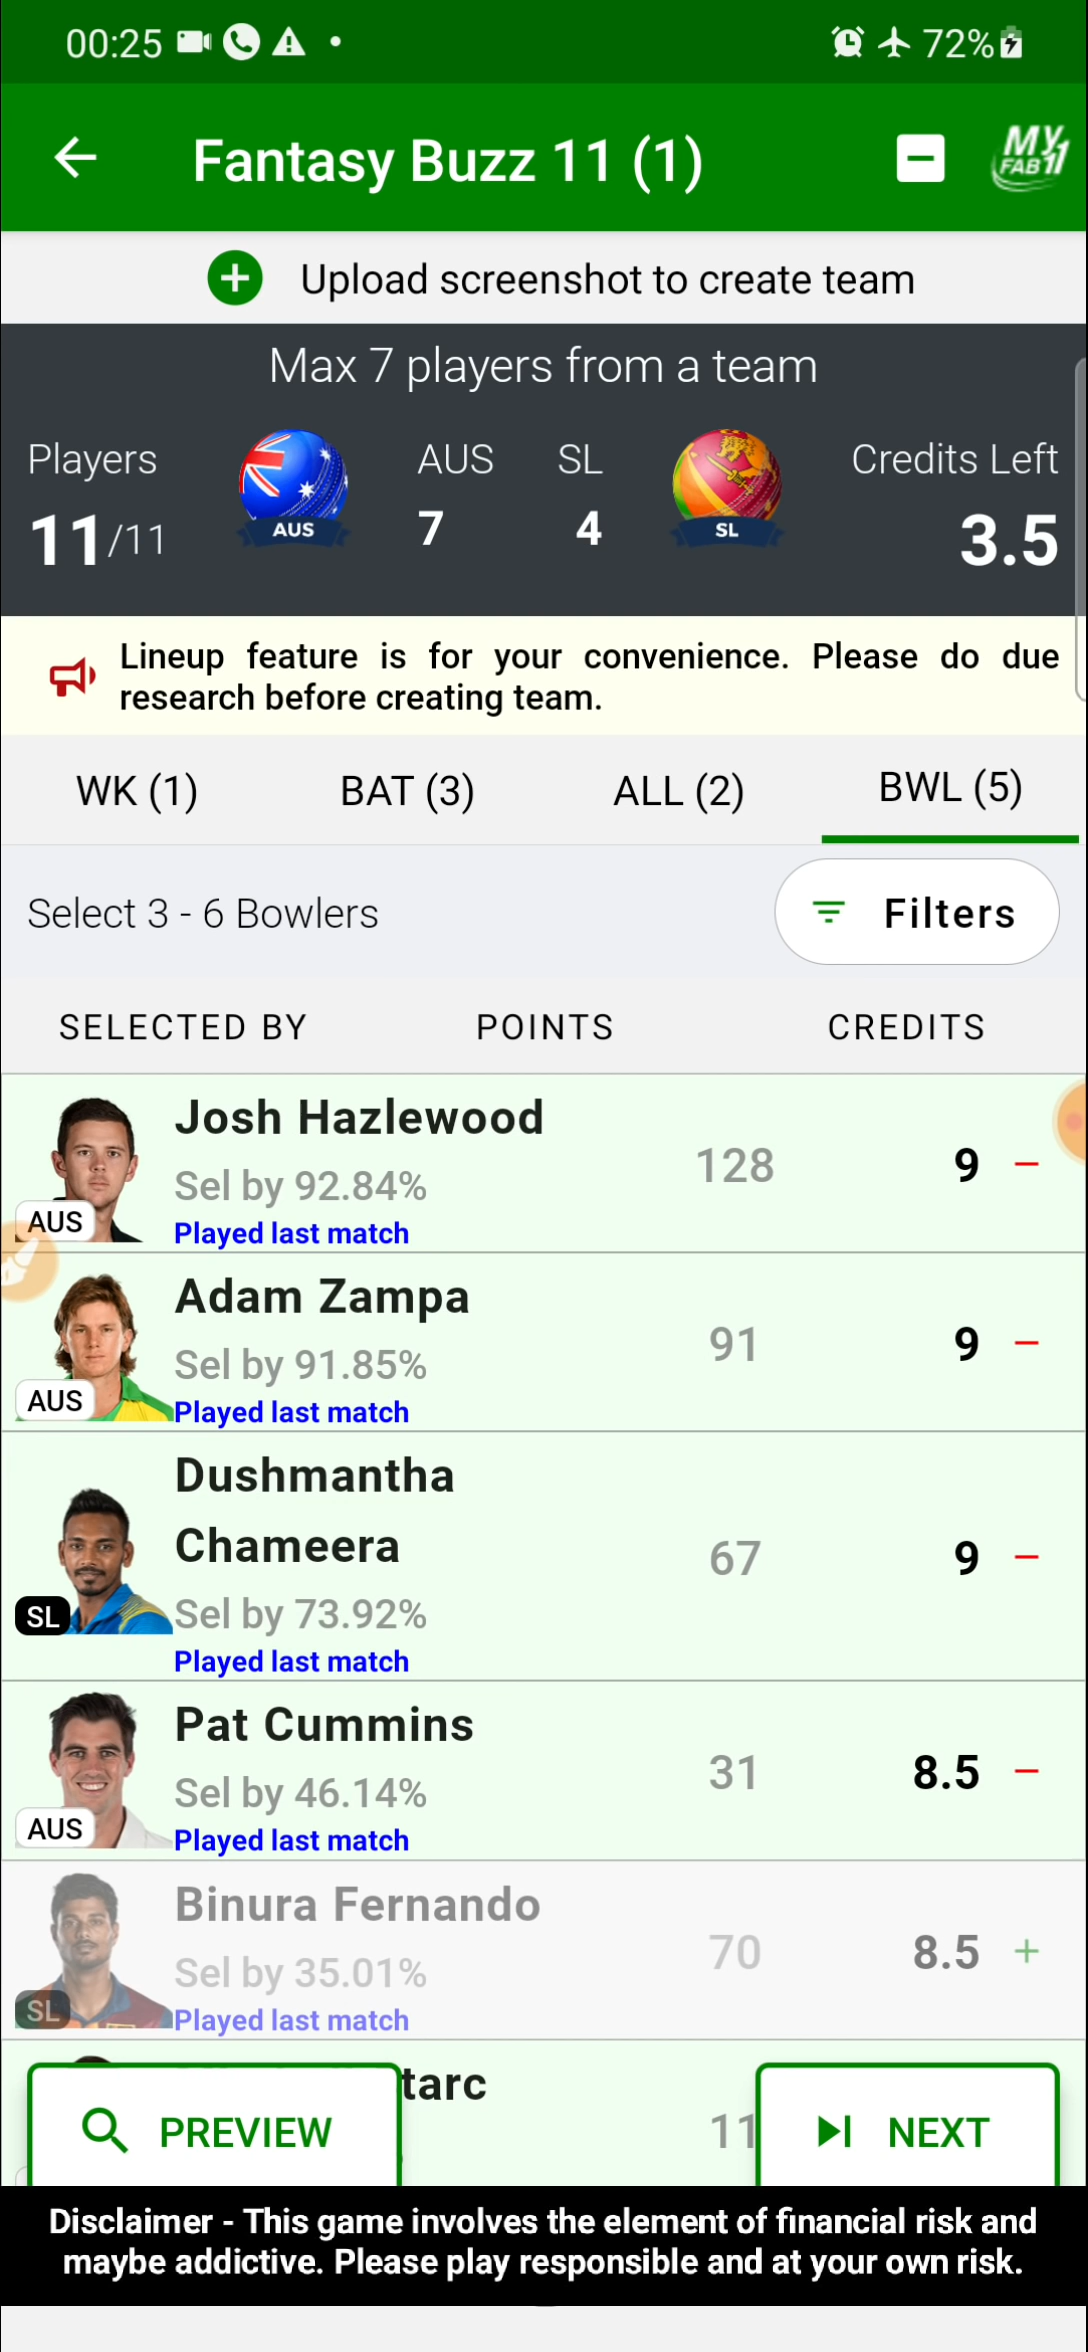 00:25
72%
Fantasy Buzz 11 (1)
MY
FAB11
Upload screenshot to create team
Max 7 players from a team
Players
AUS
SL
Credits Left
11/11
AUS
7
4
SL
3.5
Lineup feature is for your convenience. Please do due
research before creating team.
WK (1)
BAT (3)
ALL (2)
BWL (5)
Select 3 - 6 Bowlers
Filters
SELECTED BY
POINTS
CREDITS
Josh Hazlewood
Sel by 92.84%
128
9
AUS
Played last match
Adam Zampa
Sel by 91.85%
91
9
AUS
Played last match
Dushmantha
Chameera
67
9
Sel by 73.92%
SL
Played last match
Pat Cummins
Sel by 46.14%
31
8.5
AUS
Played last match
Binura Fernando
Sel by 35.01%
70
8.5
SL
Played last match
tarc
11
PREVIEW
NEXT
Disclaimer - This game involves the element of financial risk and
maybe addictive. Please play responsible and at your own risk.